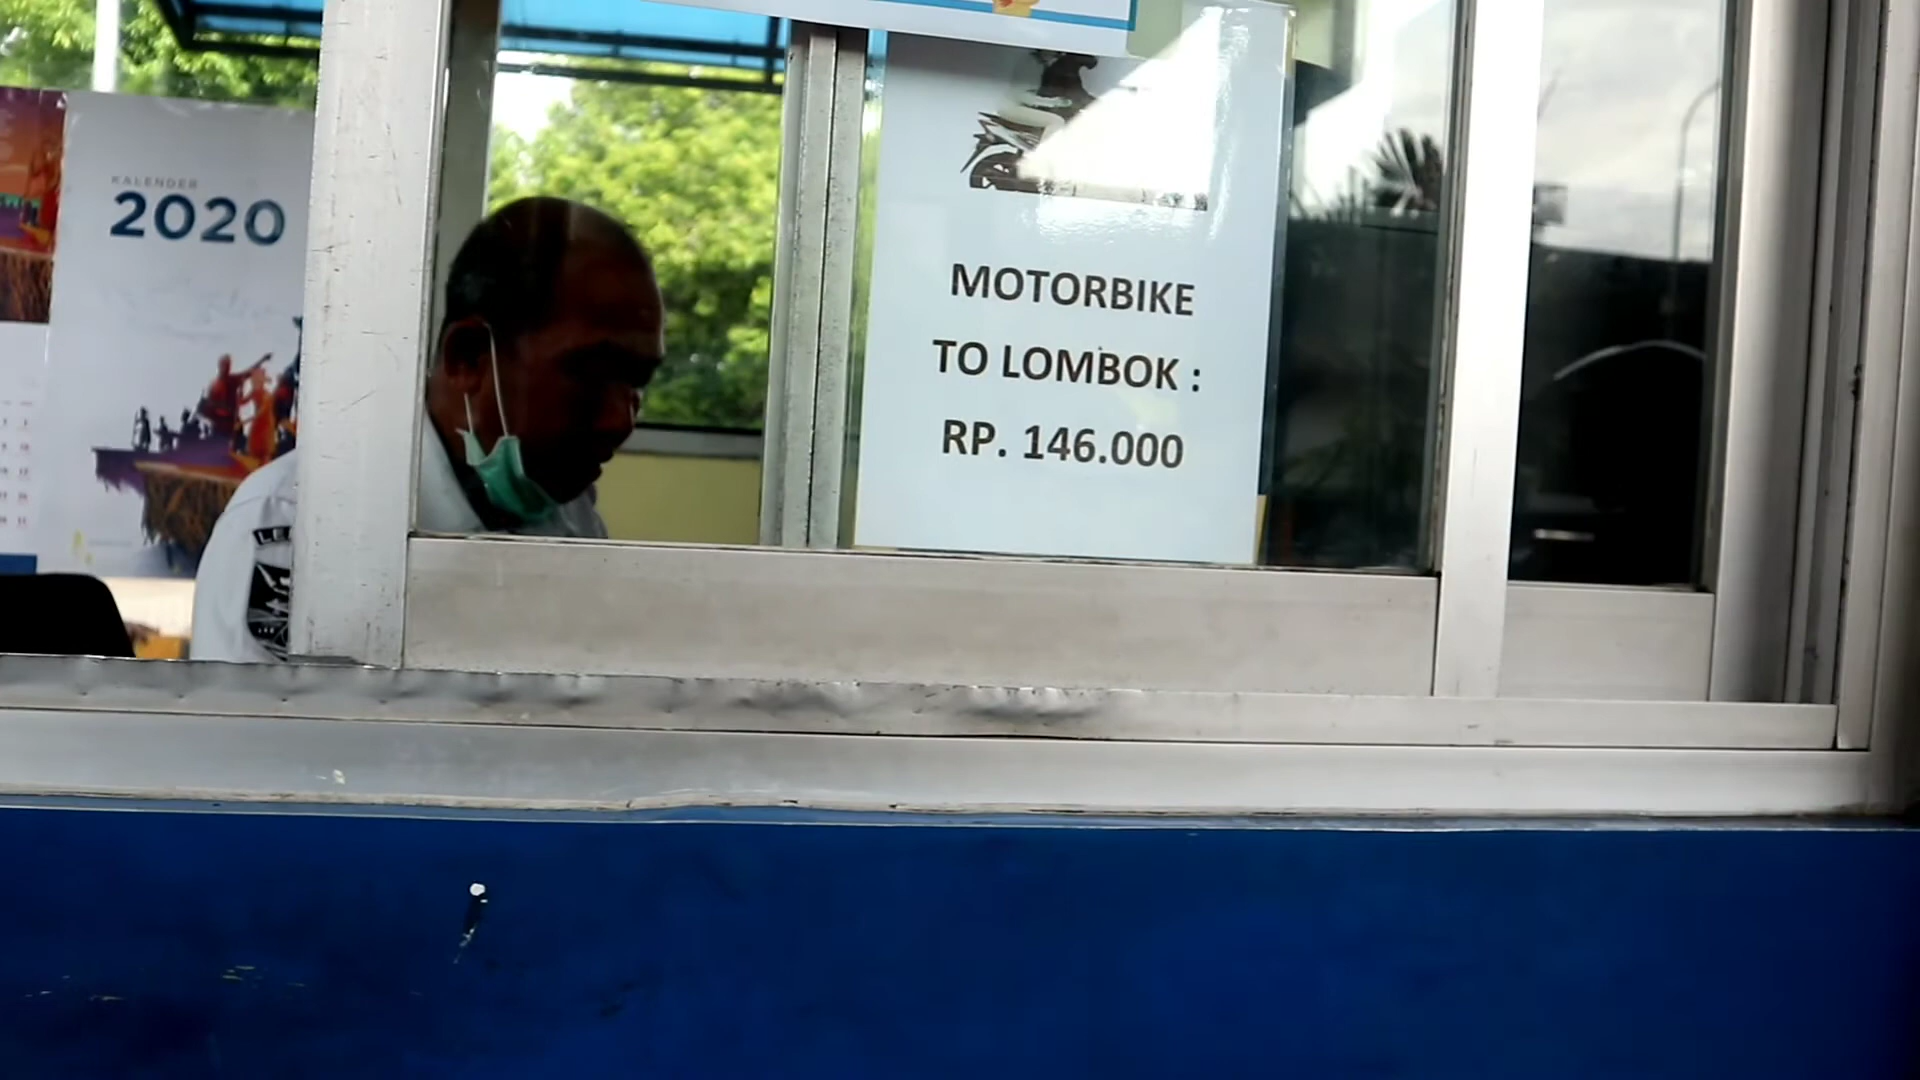 KALENDER
2020
MOTORBIKE
TO LOMBOK :
RP. 146.000